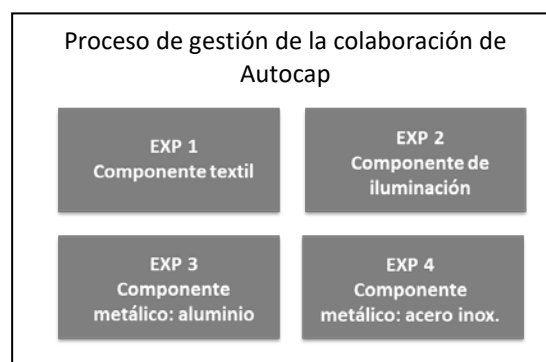 Proceso de gestión de la colaboración de
Autocap
EXP 1
Componente textil
EXP 2
Componente de
iluminación
EXP 3
Componente
metálico: aluminio
EXP 4
Componente
metálico: acero inox.